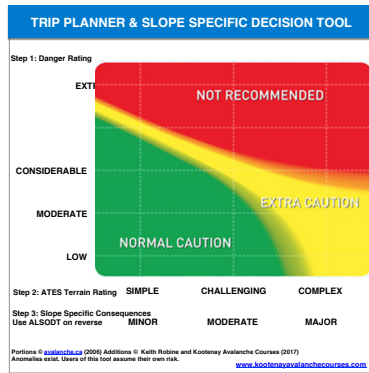 TRIP PLANNER & SLOPE SPECIFIC DECISION TOOL
Step 1: Danger Rating
NOT RECOMMENDED
CONSIDERABLE
EXTRA CAUTION
MODERATE
NORMAL CAUTION
LOW
Step 2: ATES Terrain Rating SIMPLE CHALLENGING COMPLEX
Step 3: Slope Specific Consequences
Use ALSODT on reverse MINOR MODERATE MAJOR
Portions © avalanche.ca (2006) Additions © Keith Robine and Kootenay Avalanche Courses (2017)
Anomalies exist. Users of this tool assume their own risk.
www.kootenayavalanchecourses.com